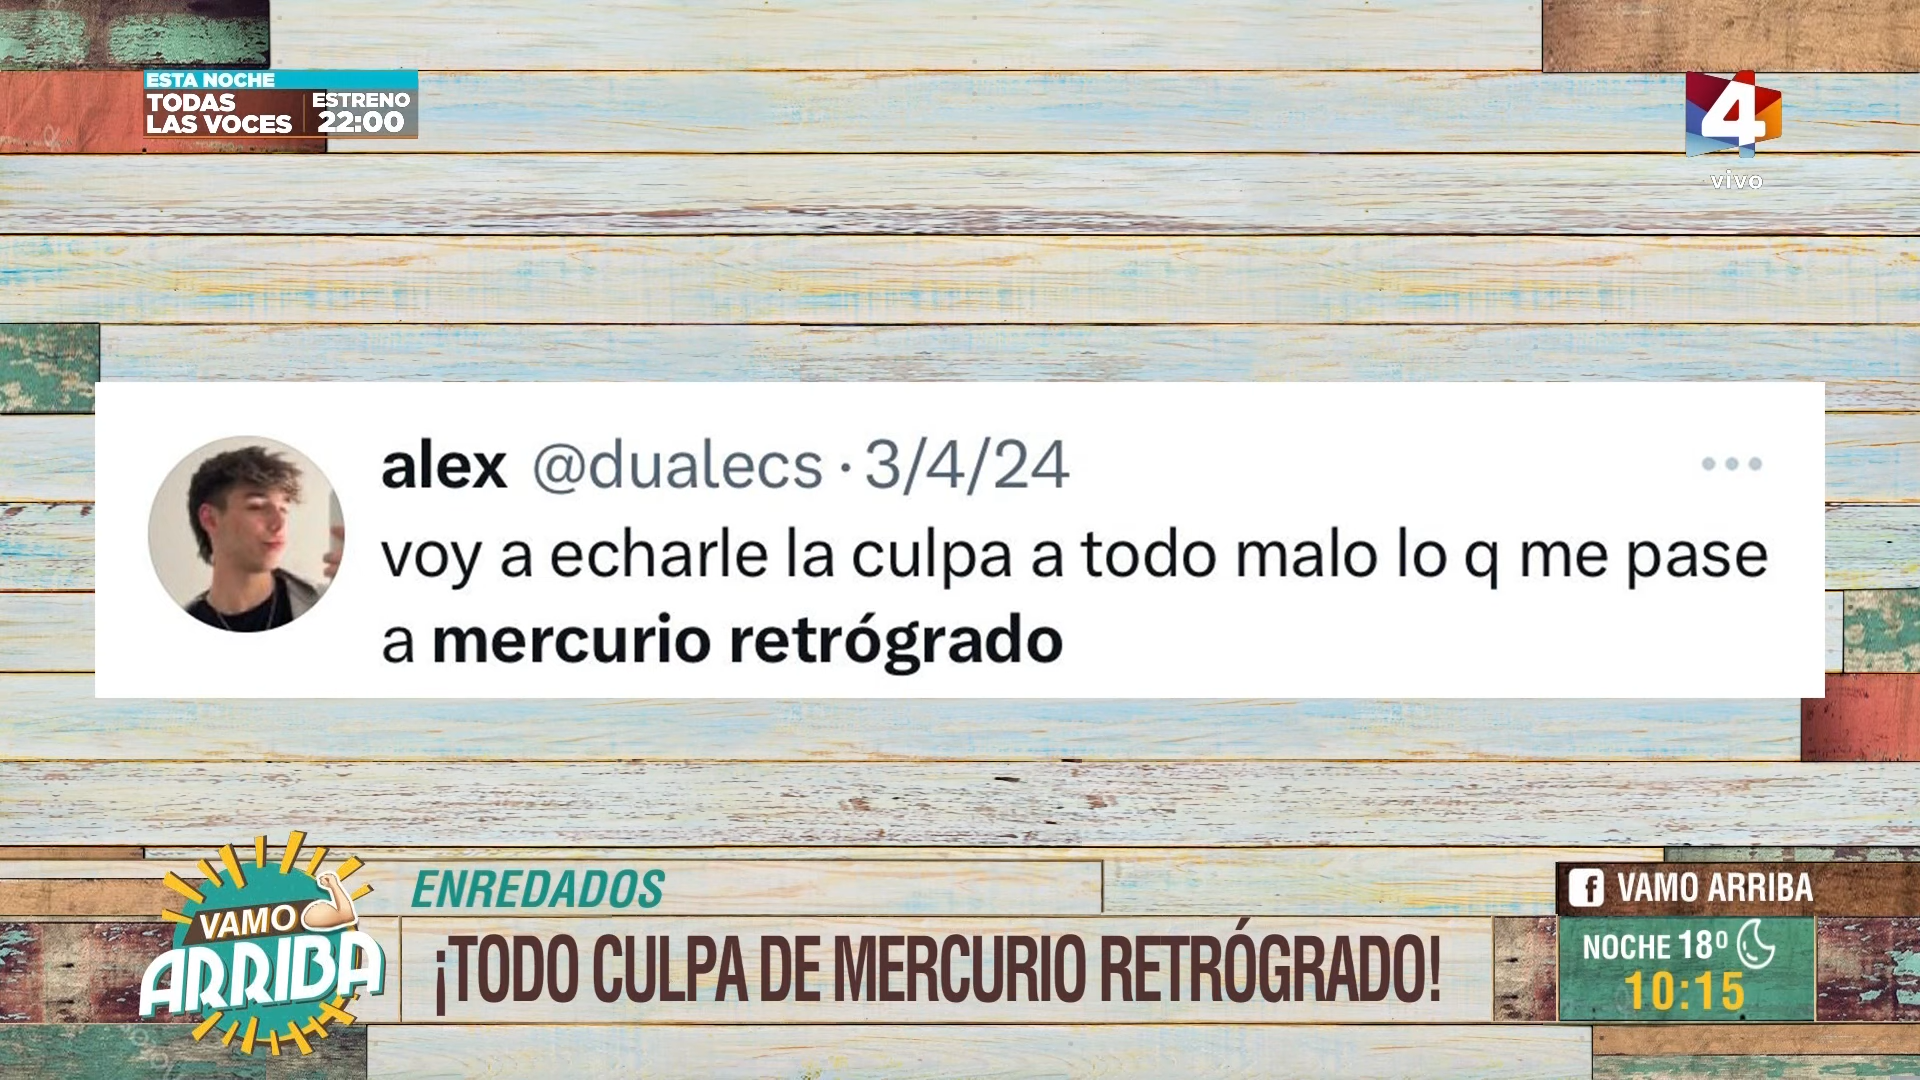 ESTA NOCHE
TODAS
LAS VOCES
ESTRENO
22:00
4
vivo
alex @dualecs · 3/4/24
voy a echarle la culpa a todo malo lo q me pase
a mercurio retrógrado
VAMO
ARRIBA
ENREDADOS
¡TODO CULPA DE MERCURIO RETRÓGRADO!
f VAMO ARRIBA
NOCHE 18º
10:15